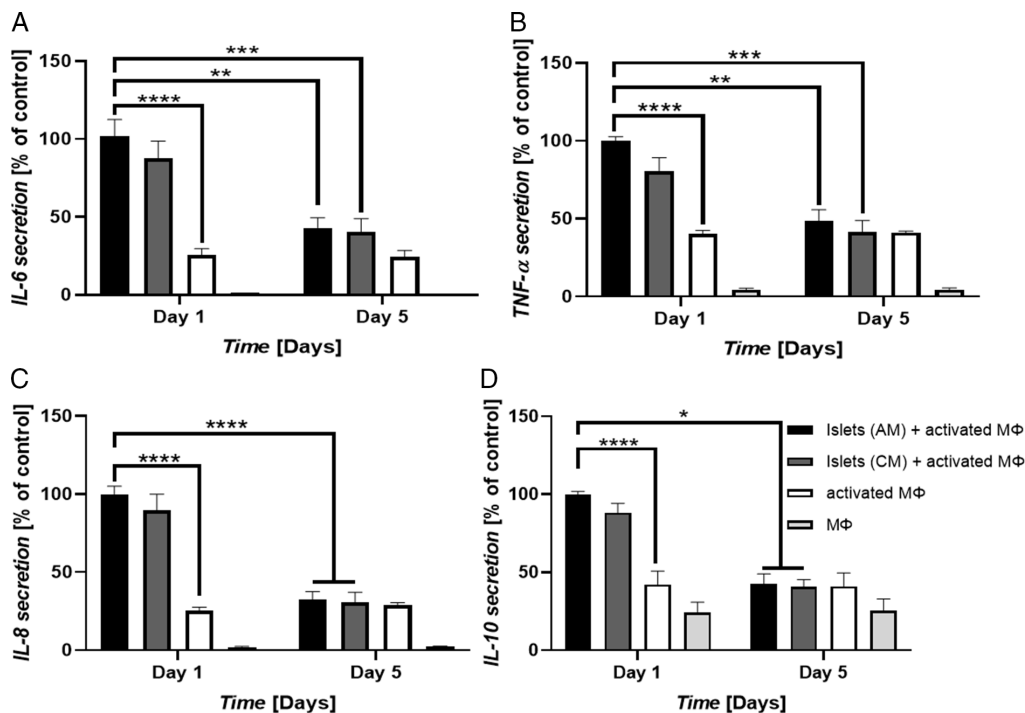 A
IL-6 secretion [% of control]
150
100
50
0
***
**
****
Day 1
Day 5
Time [Days]
B
TNF-α secretion [% of control]
150
100
50
0
***
**
****
Day 1
Day 5
Time [Days]
C
IL-8 secretion [% of control]
150
100
50
0
****
****
Day 1
Day 5
Time [Days]
D
IL-10 secretion [% of control]
150
100
50
0
*
****
Islets (AM) + activated MΦ
Islets (CM) + activated MΦ
activated MΦ
MΦ
Day 1
Day 5
Time [Days]